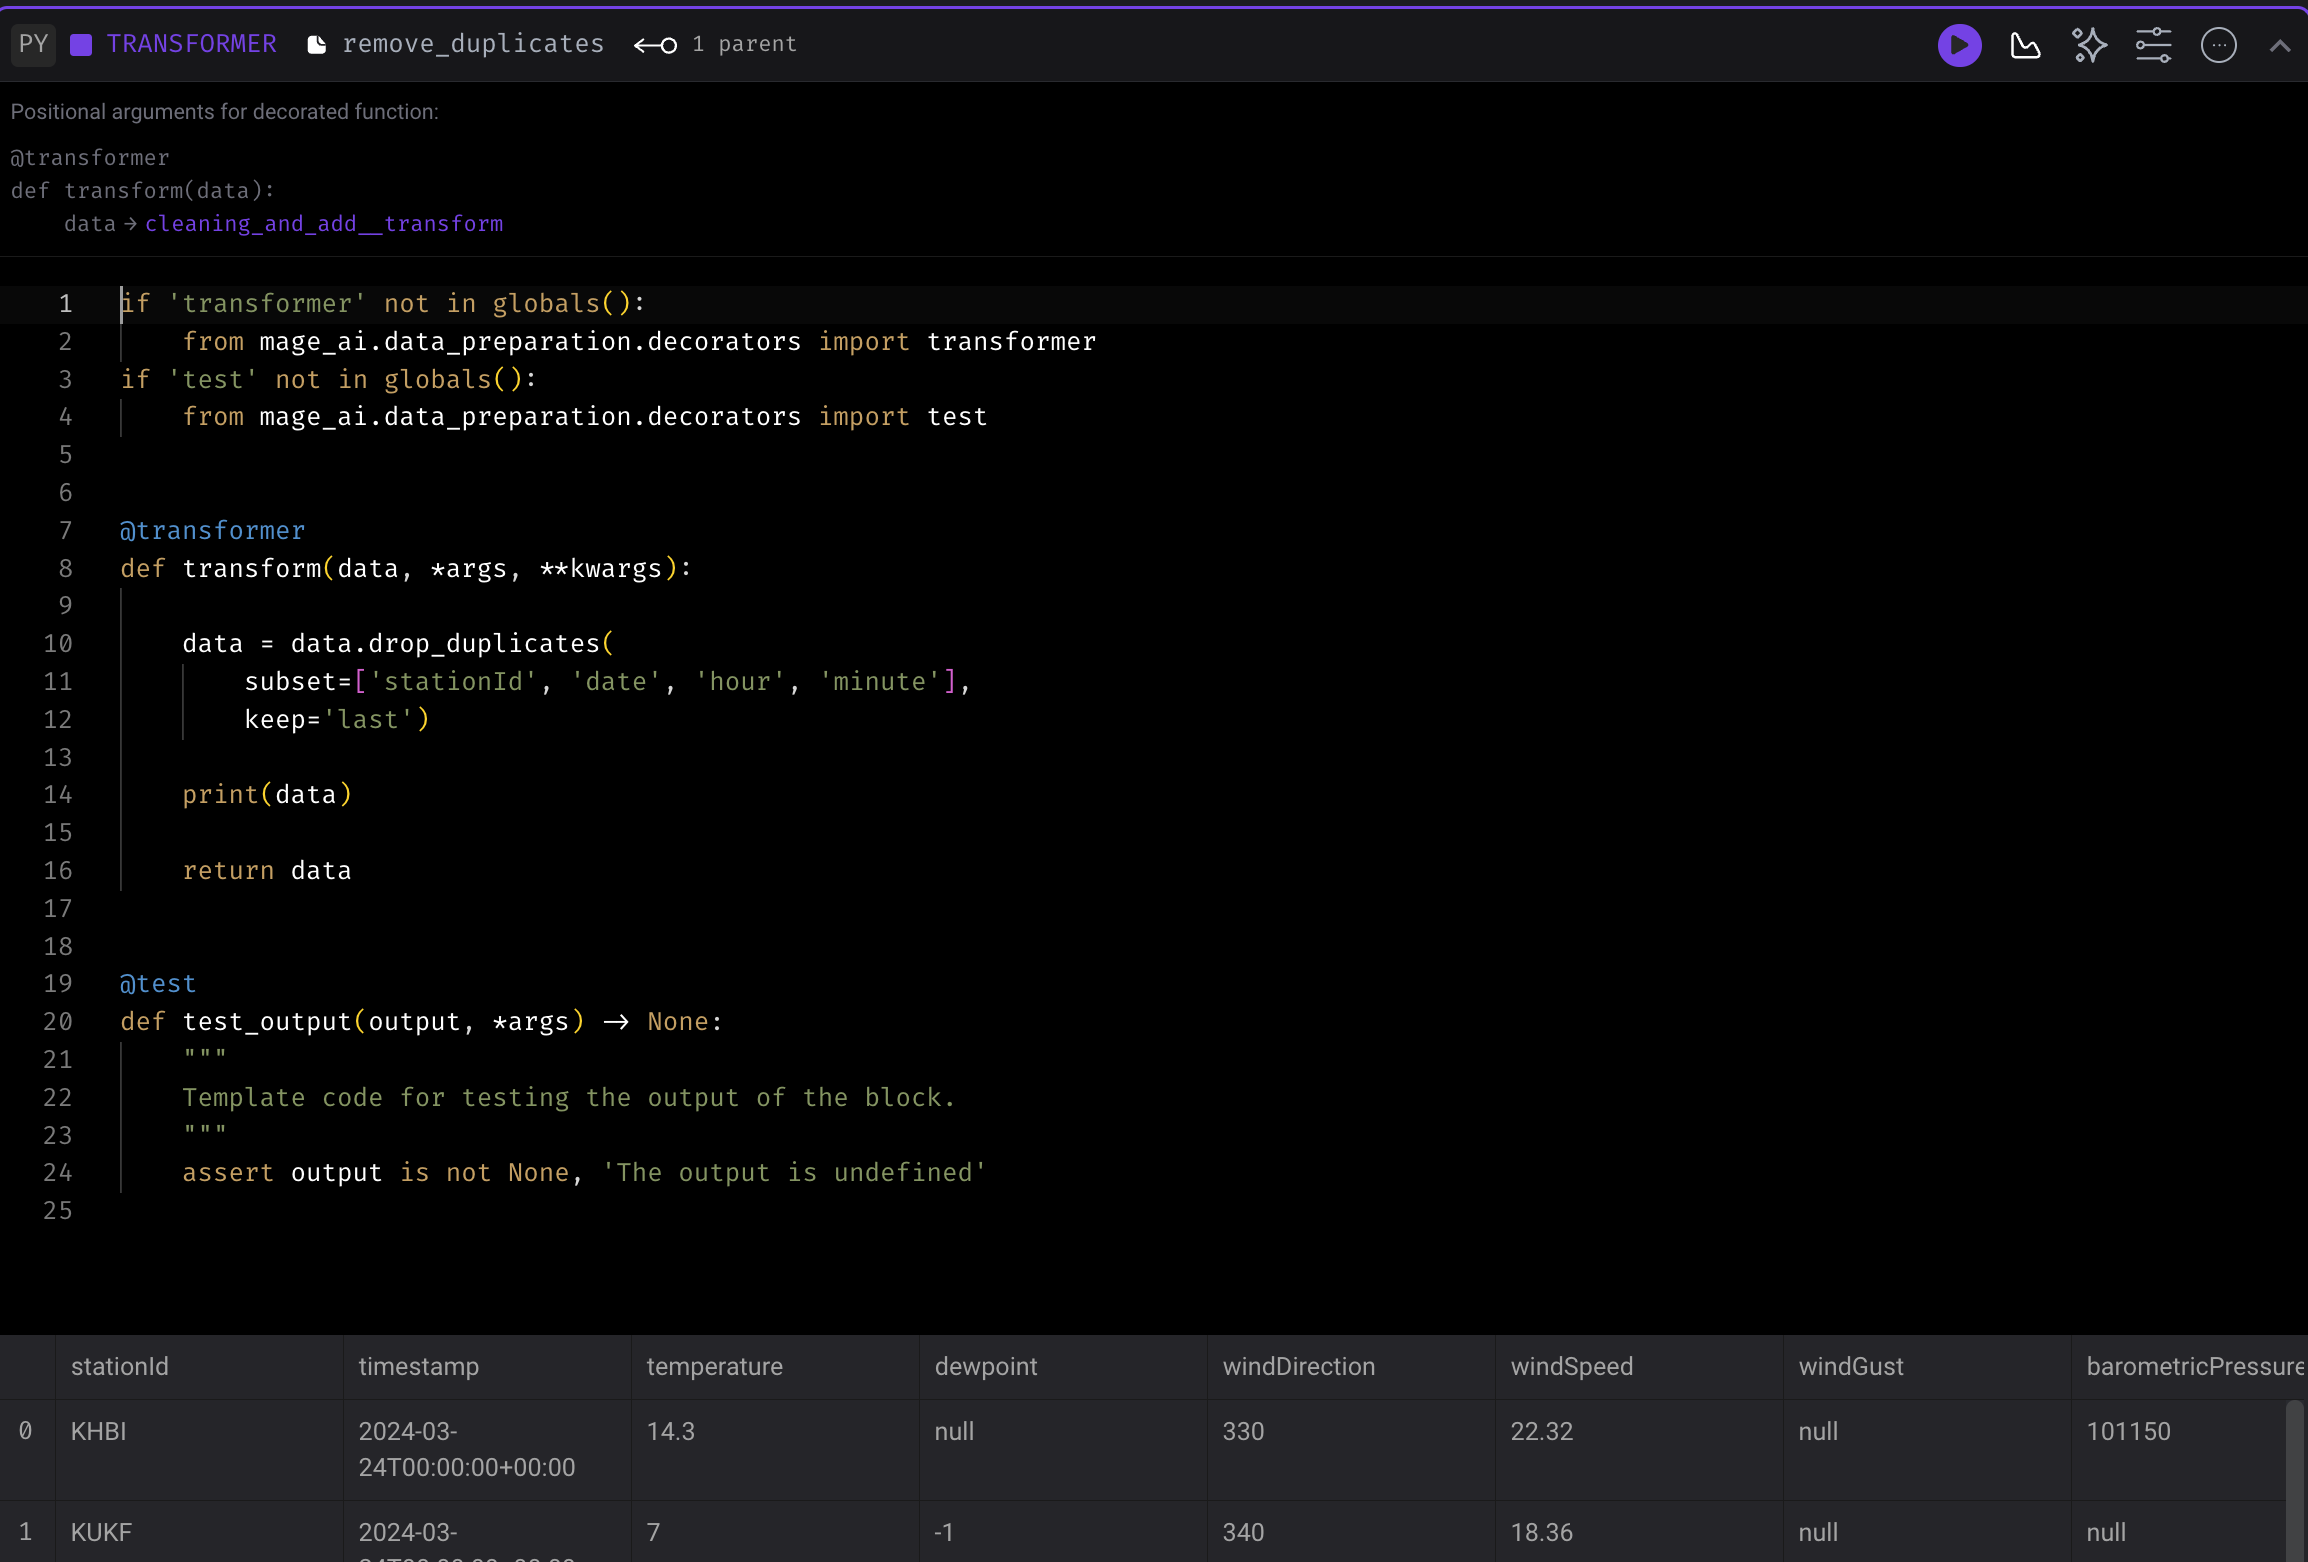 PY TRANSFORMER remove_duplicates 1 parent
Positional arguments for decorated function:
@transformer
def transform(data):
    data → cleaning_and_add__transform
1 if 'transformer' not in globals():
2     from mage_ai.data_preparation.decorators import transformer
3 if 'test' not in globals():
4     from mage_ai.data_preparation.decorators import test
5
6
7 @transformer
8 def transform(data, *args, **kwargs):
9
10     data = data.drop_duplicates(
11         subset=['stationId', 'date', 'hour', 'minute'],
12         keep='last')
13
14     print(data)
15
16     return data
17
18
19 @test
20 def test_output(output, *args) -> None:
21     """
22     Template code for testing the output of the block.
23     """
24     assert output is not None, 'The output is undefined'
25
stationId timestamp temperature dewpoint windDirection windSpeed windGust barometricPressure
0 KHBI 2024-03- 14.3 null 330 22.32 null 101150
24T00:00:00+00:00
1 KUKF 2024-03- 7 -1 340 18.36 null null